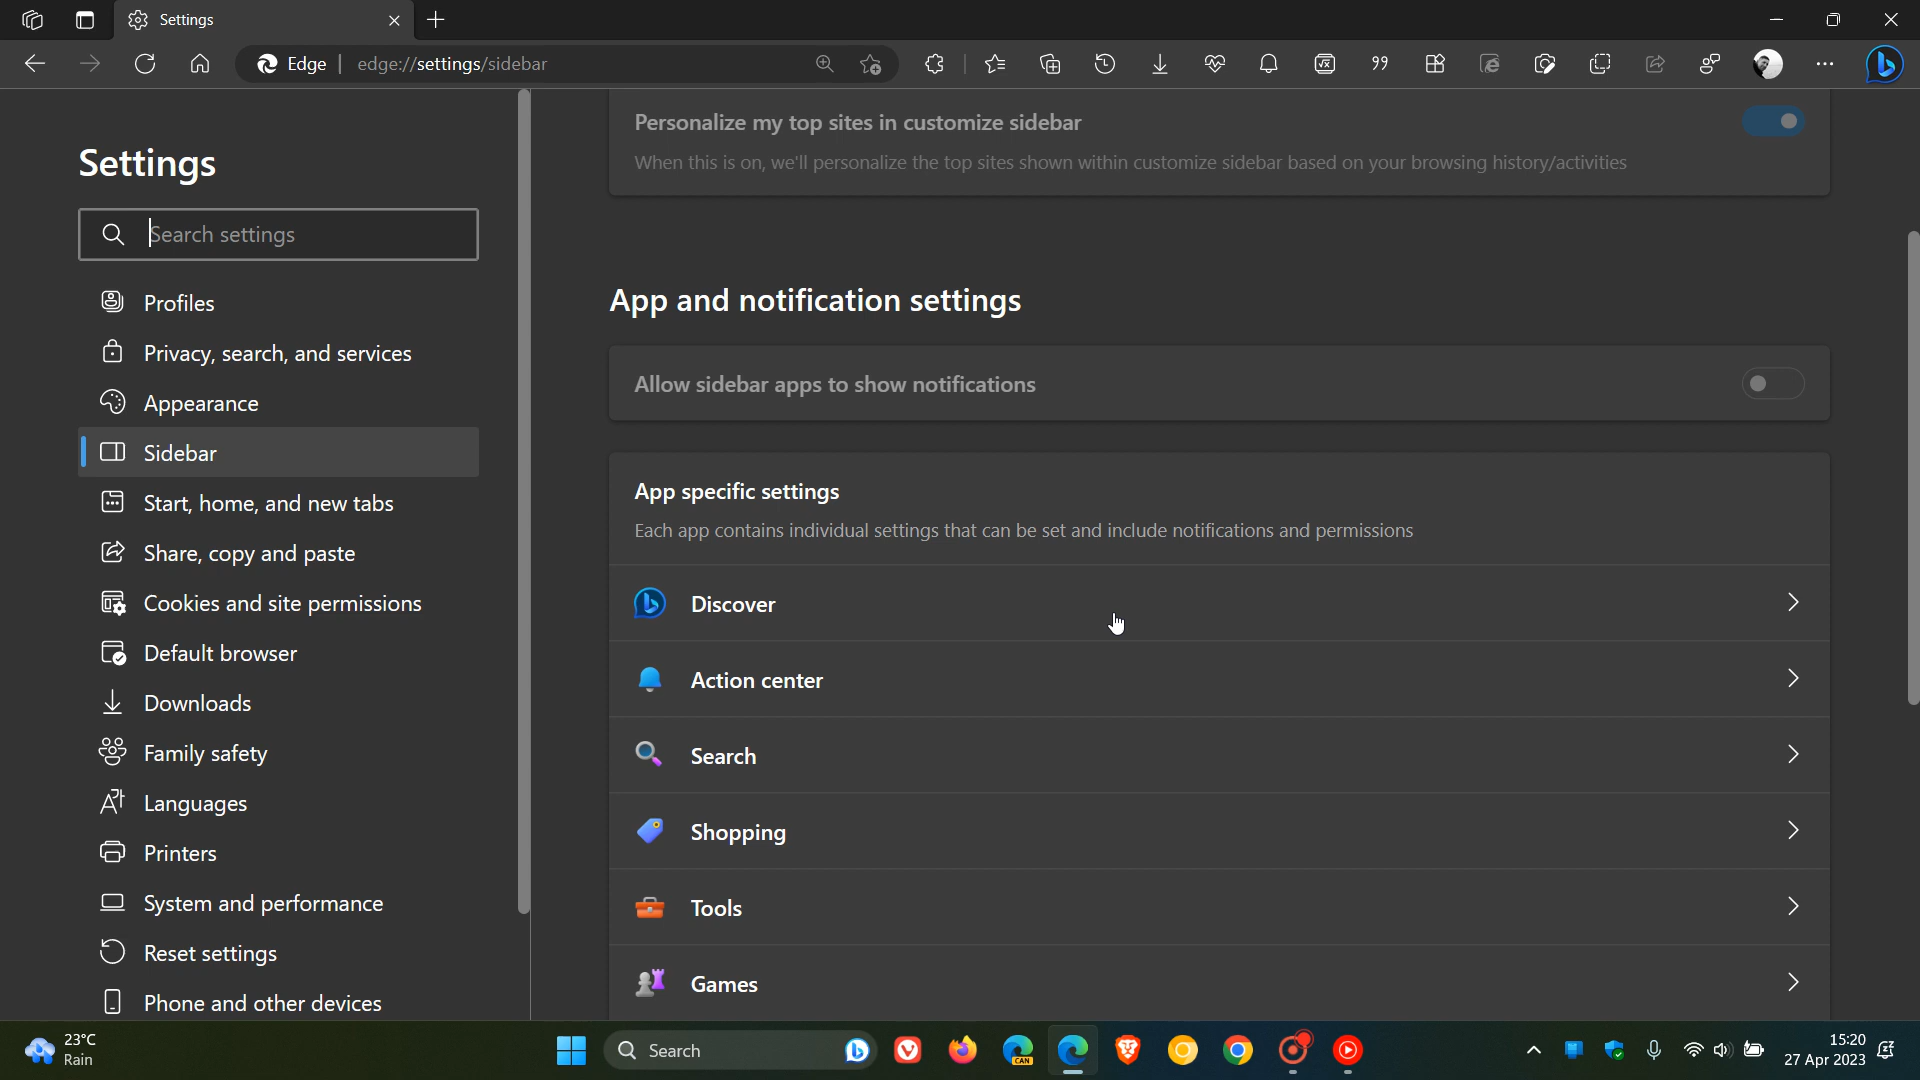 Settings
Edge
edge://settings/sidebar
Settings
Search settings
Profiles
Privacy, search, and services
Appearance
Sidebar
Start, home, and new tabs
Share, copy and paste
Cookies and site permissions
Default browser
Downloads
Family safety
Languages
Printers
System and performance
Reset settings
Phone and other devices
Personalize my top sites in customize sidebar
When this is on, we'll personalize the top sites shown within customize sidebar based on your browsing history/activities
App and notification settings
Allow sidebar apps to show notifications
App specific settings
Each app contains individual settings that can be set and include notifications and permissions
Discover
Action center
Search
Shopping
Tools
Games
23°C
Rain
Search
CAN
15:20
27 Apr 2023